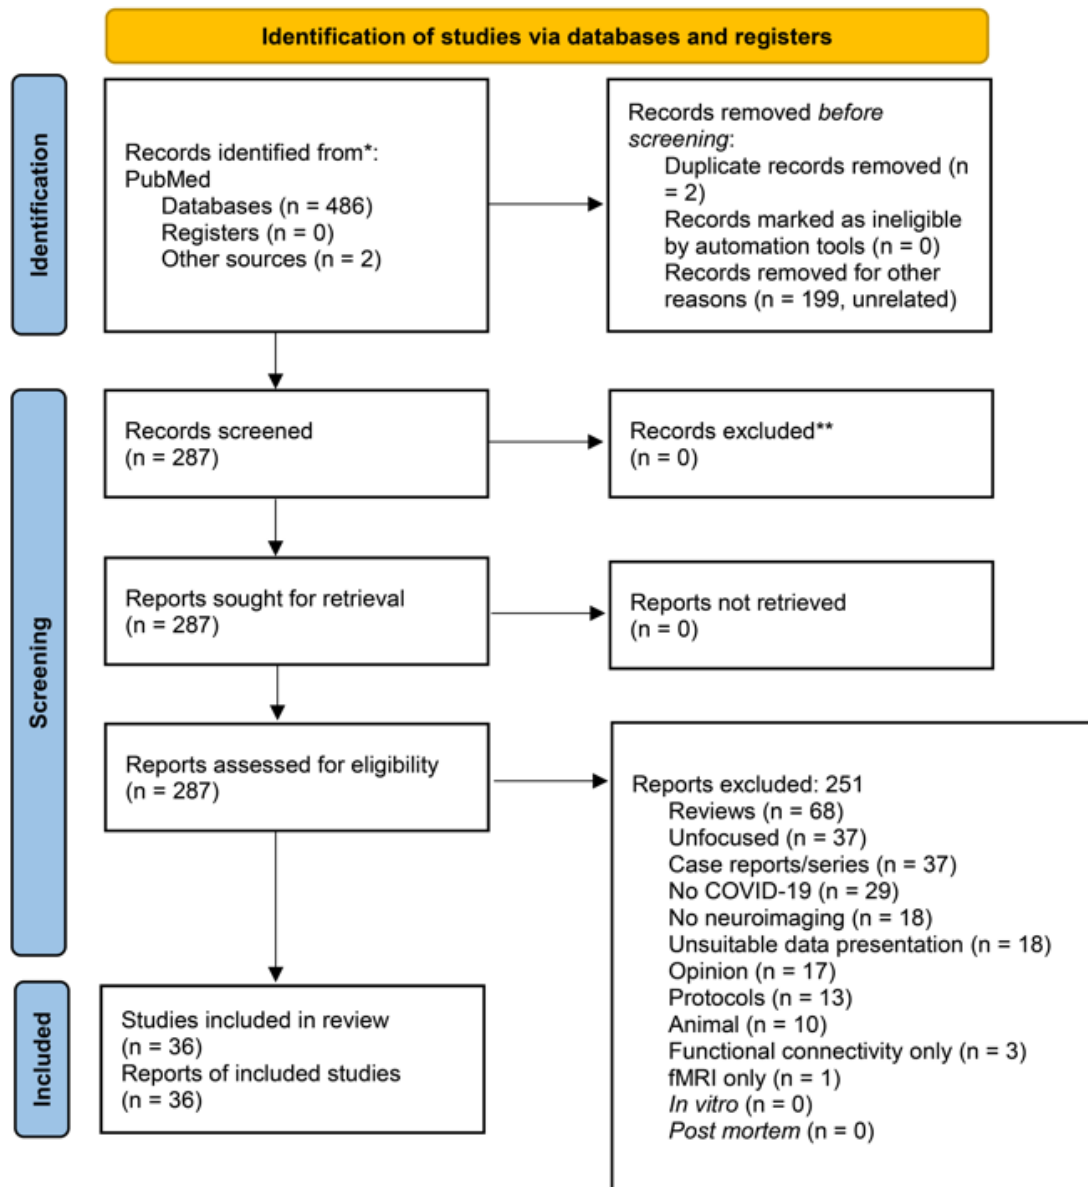 Identification of studies via databases and registers
Identification
Records identified from*:
PubMed
Databases (n = 486)
Registers (n = 0)
Other sources (n = 2)
Records removed before
screening:
Duplicate records removed (n
= 2)
Records marked as ineligible
by automation tools (n = 0)
Records removed for other
reasons (n = 199, unrelated)
Screening
Records screened
(n = 287)
Records excluded**
(n = 0)
Reports sought for retrieval
(n = 287)
Reports not retrieved
(n = 0)
Reports assessed for eligibility
(n = 287)
Reports excluded: 251
Reviews (n = 68)
Unfocused (n = 37)
Case reports/series (n = 37)
No COVID-19 (n = 29)
No neuroimaging (n = 18)
Unsuitable data presentation (n = 18)
Opinion (n = 17)
Protocols (n = 13)
Animal (n = 10)
Functional connectivity only (n = 3)
fMRI only (n = 1)
In vitro (n = 0)
Post mortem (n = 0)
Included
Studies included in review
(n = 36)
Reports of included studies
(n = 36)